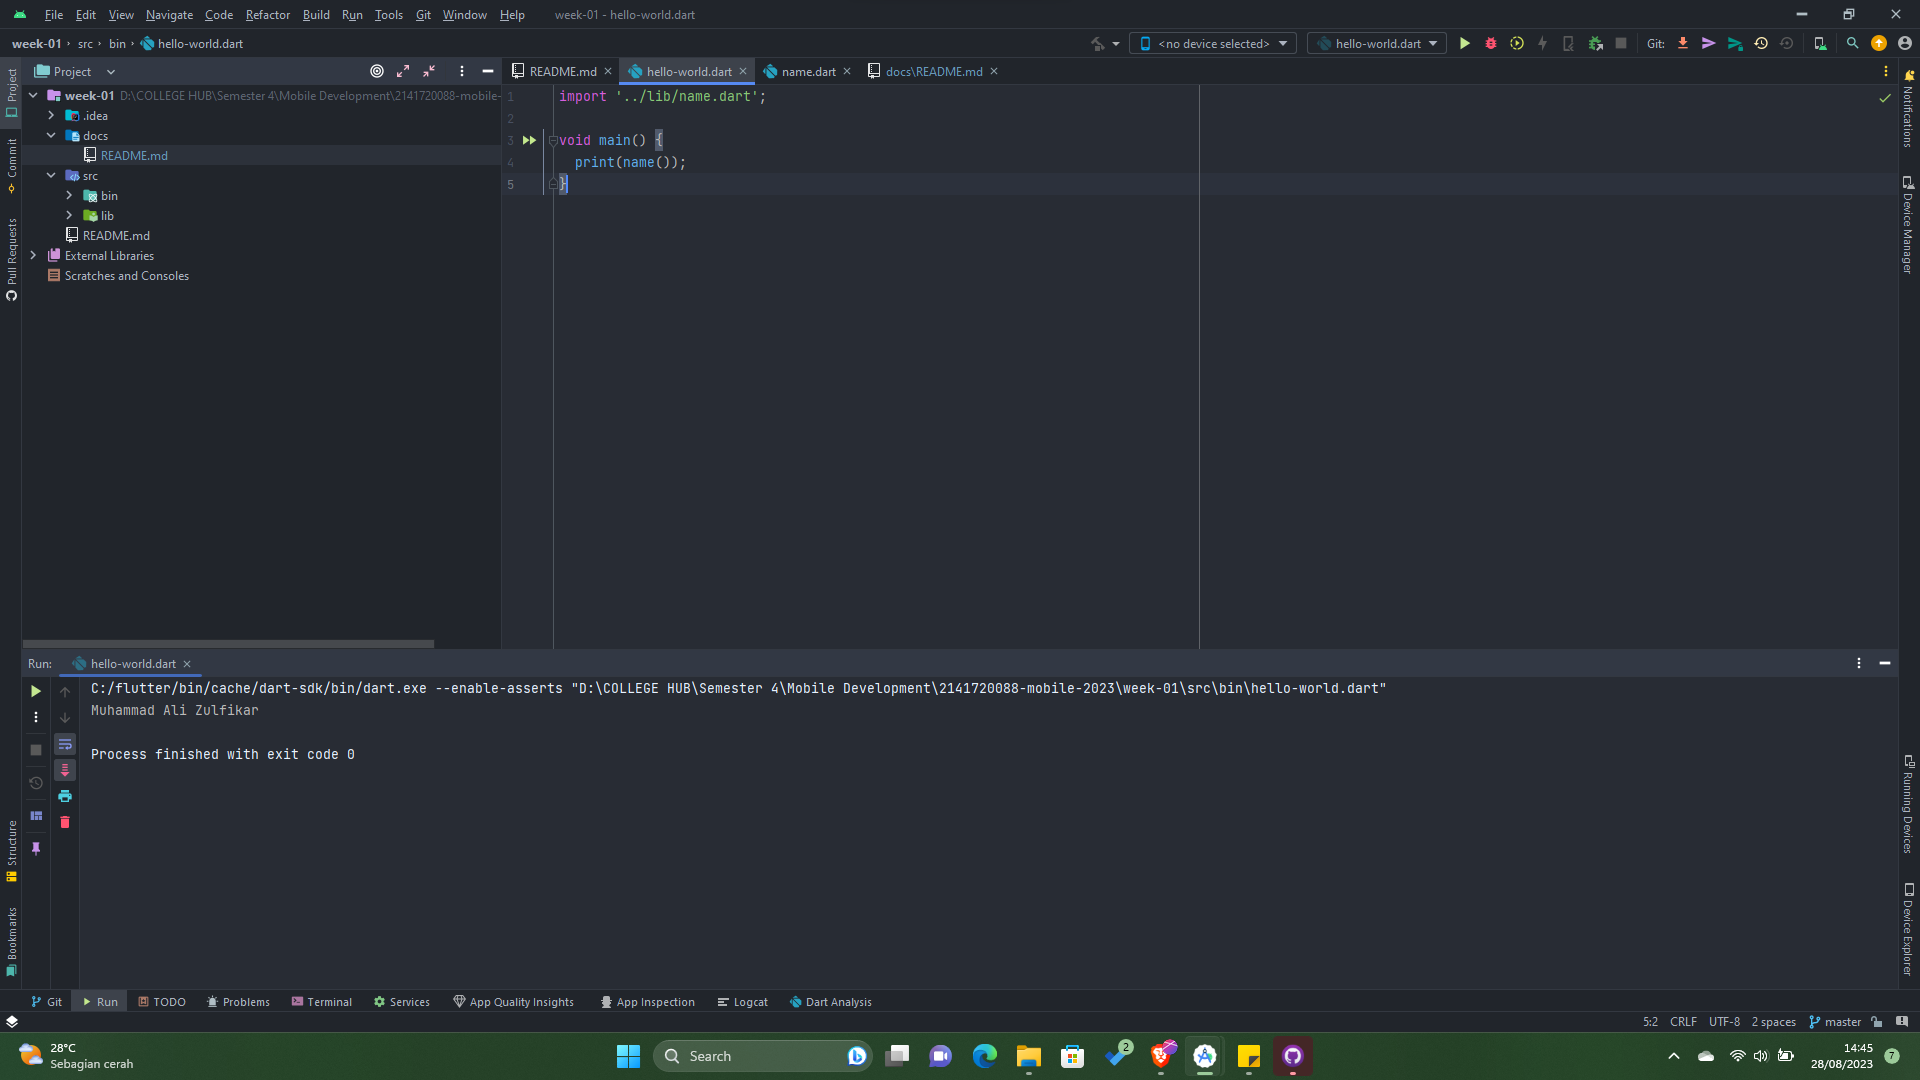 File Edit View Navigate Code Refactor Build Run Tools Git Window Help week-01 - hello-world.dart
week-01 src bin hello-world.dart <no device selected> hello-world.dart Git:
Project
README.md hello-world.dart name.dart docs\README.md
week-01 D:\COLLEGE HUB\Semester 4\Mobile Development\2141720088-mobile-
.idea
docs
README.md
src
bin
lib
README.md
External Libraries
Scratches and Consoles
1 import '../lib/name.dart';
2
3 void main() {
4 print(name());
5 }
Project
Commit
Pull Requests
Structure
Bookmarks
Notifications
Device Manager
Running Devices
Device Explorer
Run: hello-world.dart
C:/flutter/bin/cache/dart-sdk/bin/dart.exe --enable-asserts "D:\COLLEGE HUB\Semester 4\Mobile Development\2141720088-mobile-2023\week-01\src\bin\hello-world.dart"
Muhammad Ali Zulfikar
Process finished with exit code 0
Git Run TODO Problems Terminal Services App Quality Insights App Inspection Logcat Dart Analysis
5:2 CRLF UTF-8 2 spaces master
28°C
Sebagian cerah
Search
2
14:45
28/08/2023
7